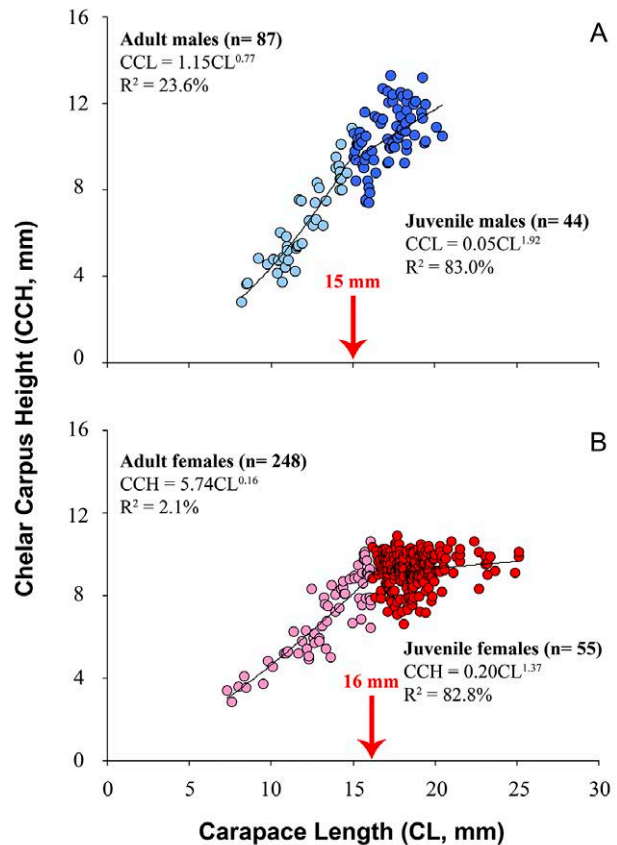 Chelar Carpus Height (CCH, mm)
A
16
12
8
4
0
Adult males (n= 87)
CCL = 1.15CL^0.77
R² = 23.6%
Juvenile males (n= 44)
CCL = 0.05CL^1.92
R² = 83.0%
15 mm
B
16
12
8
4
0
Adult females (n= 248)
CCH = 5.74CL^0.16
R² = 2.1%
Juvenile females (n= 55)
CCH = 0.20CL^1.37
R² = 82.8%
16 mm
0 5 10 15 20 25 30
Carapace Length (CL, mm)